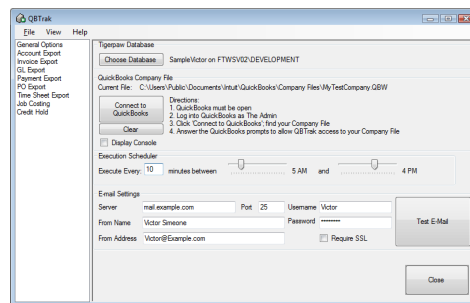 QBTrak
File View Help
General Options
Account Export
Invoice Export
GL Export
Payment Export
PO Export
Time Sheet Export
Job Costing
Credit Hold
Tigerpaw Database
Choose Database SampleVictor on FTWSV02\DEVELOPMENT
QuickBooks Company File
Current File: C:\Users\Public\Documents\Intuit\QuickBooks\Company Files\MyTestCompany.QBW
Connect to QuickBooks
Clear
Directions:
1. QuickBooks must be open
2. Log into QuickBooks as The Admin
3. Click 'Connect to QuickBooks'; find your Company File
4. Answer the QuickBooks prompts to allow QBTrak access to your Company File
Display Console
Execution Scheduler
Execute Every: 10 minutes between 5 AM and 4 PM
E-mail Settings
Server mail.example.com Port 25 Username Victor
From Name Victor Simeone Password ********
From Address Victor@Example.com Require SSL
Test E-Mail
Close